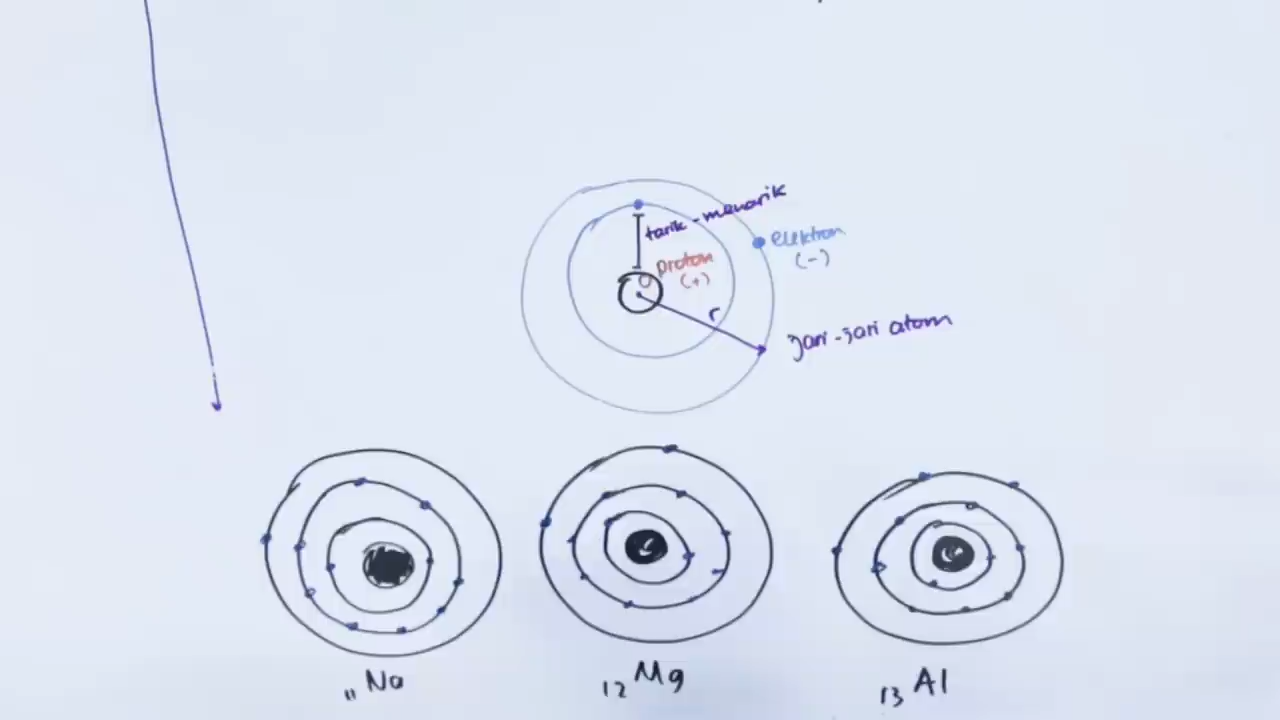 tarik-menarik
elektron
(-)
proton
(+)
r
jari-jari atom
11 Na
12 Mg
13 Al